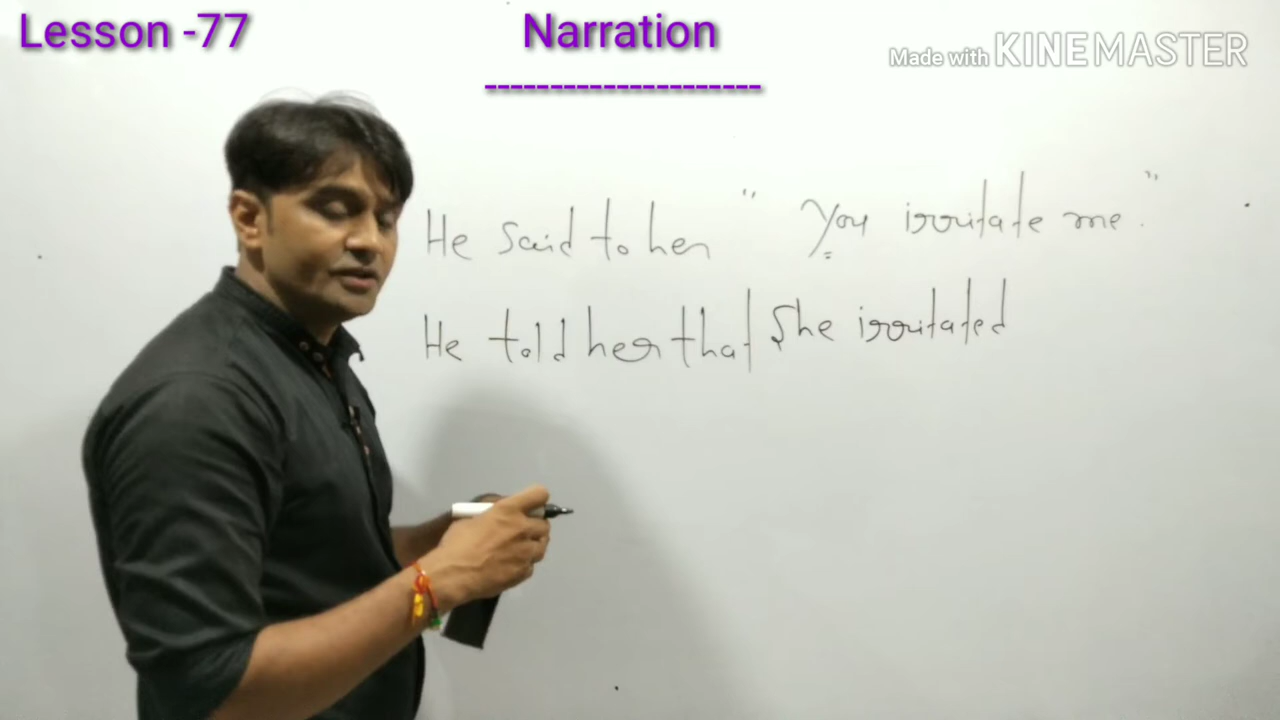 Lesson -77
Narration
---------------------
Made with KINEMASTER
He said to her " You irritate me. "
He told her that She irritated